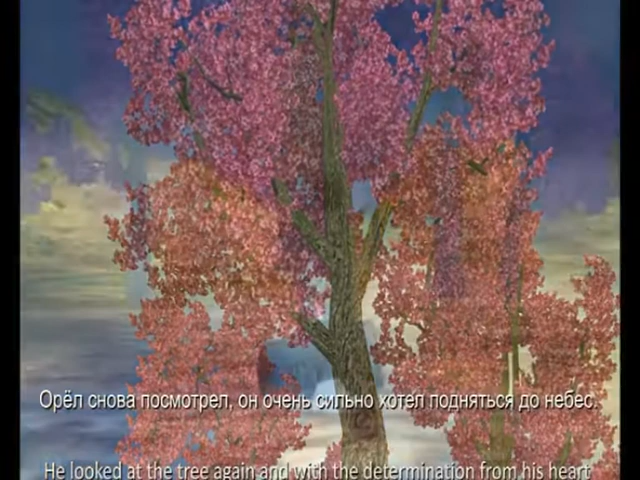 Орёл снова посмотрел, он очень сильно хотел подняться до небес.
He looked at the tree again and with the determination from his heart